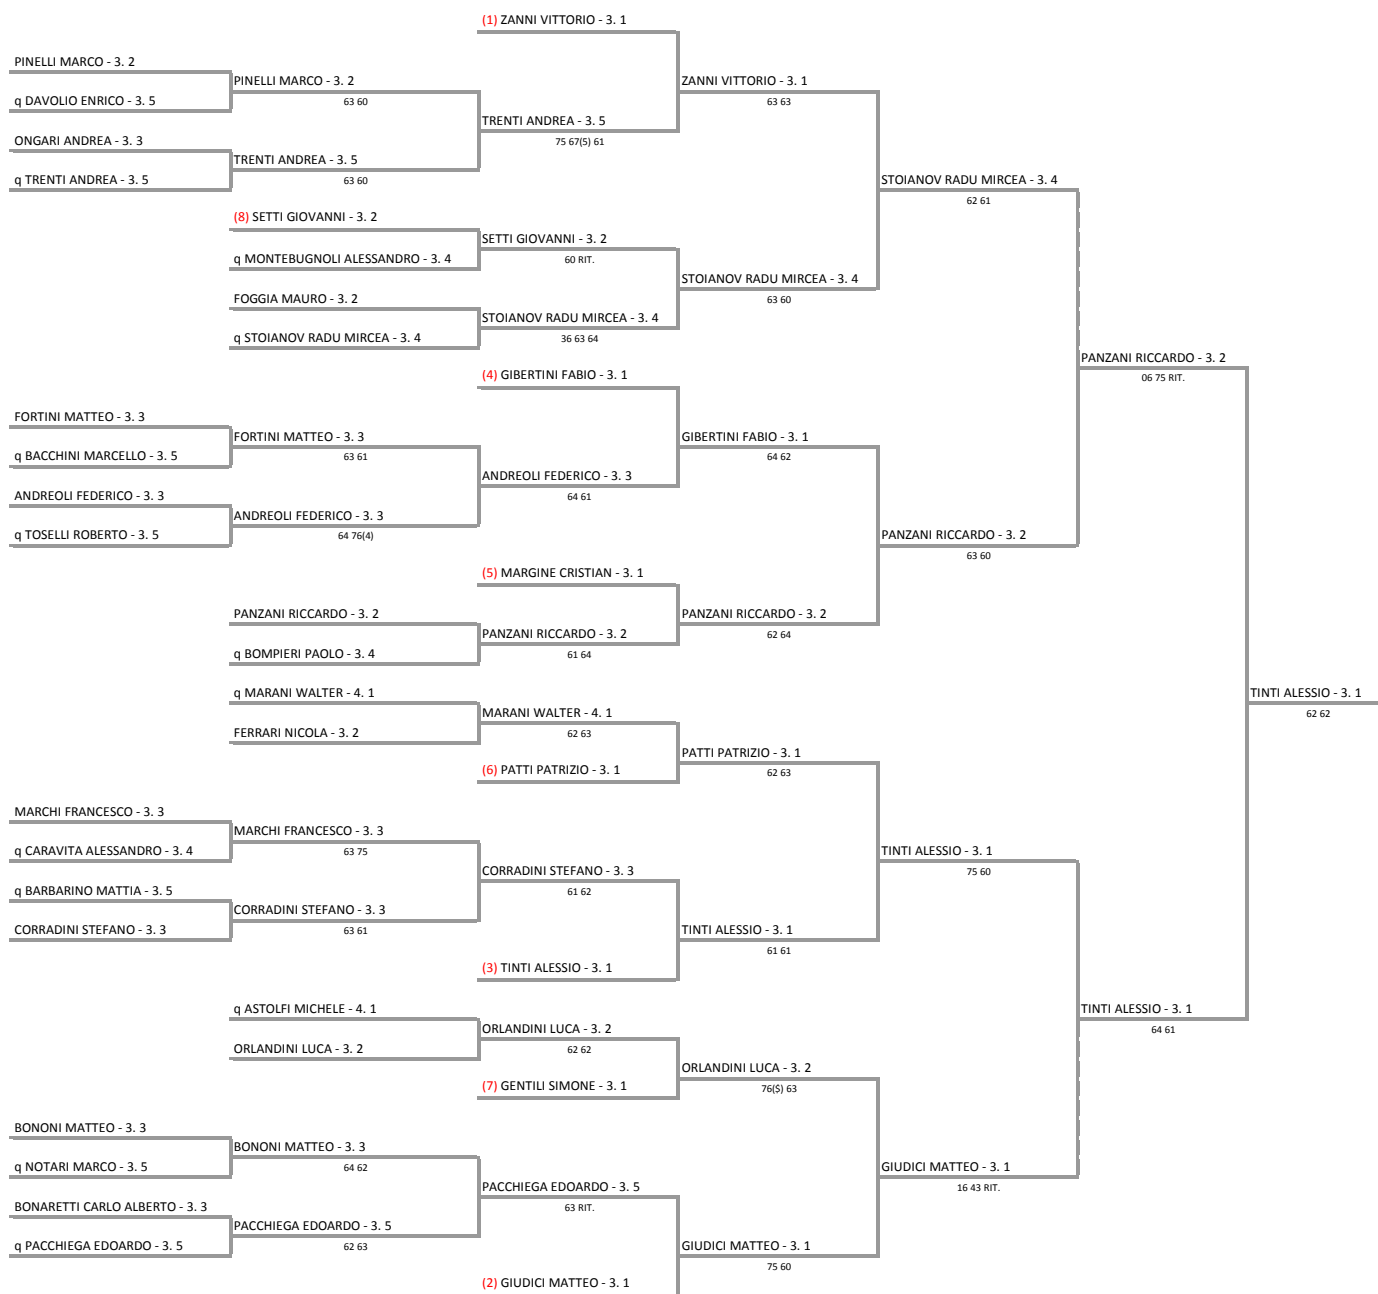 (1) ZANNI VITTORIO - 3. 1
PINELLI MARCO - 3. 2
PINELLI MARCO - 3. 2
ZANNI VITTORIO - 3. 1
q DAVOLIO ENRICO - 3. 5
63 60
63 63
TRENTI ANDREA - 3. 5
ONGARI ANDREA - 3. 3
75 67(5) 61
TRENTI ANDREA - 3. 5
q TRENTI ANDREA - 3. 5
63 60
STOIANOV RADU MIRCEA - 3. 4
62 61
(8) SETTI GIOVANNI - 3. 2
SETTI GIOVANNI - 3. 2
q MONTEBUGNOLI ALESSANDRO - 3. 4
60 RIT.
STOIANOV RADU MIRCEA - 3. 4
FOGGIA MAURO - 3. 2
63 60
STOIANOV RADU MIRCEA - 3. 4
q STOIANOV RADU MIRCEA - 3. 4
36 63 64
PANZANI RICCARDO - 3. 2
(4) GIBERTINI FABIO - 3. 1
06 75 RIT.
FORTINI MATTEO - 3. 3
FORTINI MATTEO - 3. 3
GIBERTINI FABIO - 3. 1
q BACCHINI MARCELLO - 3. 5
63 61
64 62
ANDREOLI FEDERICO - 3. 3
ANDREOLI FEDERICO - 3. 3
64 61
ANDREOLI FEDERICO - 3. 3
q TOSELLI ROBERTO - 3. 5
64 76(4)
PANZANI RICCARDO - 3. 2
63 60
(5) MARGINE CRISTIAN - 3. 1
PANZANI RICCARDO - 3. 2
PANZANI RICCARDO - 3. 2
PANZANI RICCARDO - 3. 2
62 64
q BOMPIERI PAOLO - 3. 4
61 64
q MARANI WALTER - 4. 1
TINTI ALESSIO - 3. 1
MARANI WALTER - 4. 1
62 62
FERRARI NICOLA - 3. 2
62 63
PATTI PATRIZIO - 3. 1
(6) PATTI PATRIZIO - 3. 1
62 63
MARCHI FRANCESCO - 3. 3
MARCHI FRANCESCO - 3. 3
q CARAVITA ALESSANDRO - 3. 4
63 75
TINTI ALESSIO - 3. 1
CORRADINI STEFANO - 3. 3
75 60
q BARBARINO MATTIA - 3. 5
61 62
CORRADINI STEFANO - 3. 3
CORRADINI STEFANO - 3. 3
63 61
TINTI ALESSIO - 3. 1
61 61
(3) TINTI ALESSIO - 3. 1
q ASTOLFI MICHELE - 4. 1
TINTI ALESSIO - 3. 1
ORLANDINI LUCA - 3. 2
64 61
ORLANDINI LUCA - 3. 2
62 62
ORLANDINI LUCA - 3. 2
(7) GENTILI SIMONE - 3. 1
76($) 63
BONONI MATTEO - 3. 3
BONONI MATTEO - 3. 3
q NOTARI MARCO - 3. 5
64 62
GIUDICI MATTEO - 3. 1
PACCHIEGA EDOARDO - 3. 5
16 43 RIT.
BONARETTI CARLO ALBERTO - 3. 3
63 RIT.
PACCHIEGA EDOARDO - 3. 5
q PACCHIEGA EDOARDO - 3. 5
62 63
GIUDICI MATTEO - 3. 1
75 60
(2) GIUDICI MATTEO - 3. 1